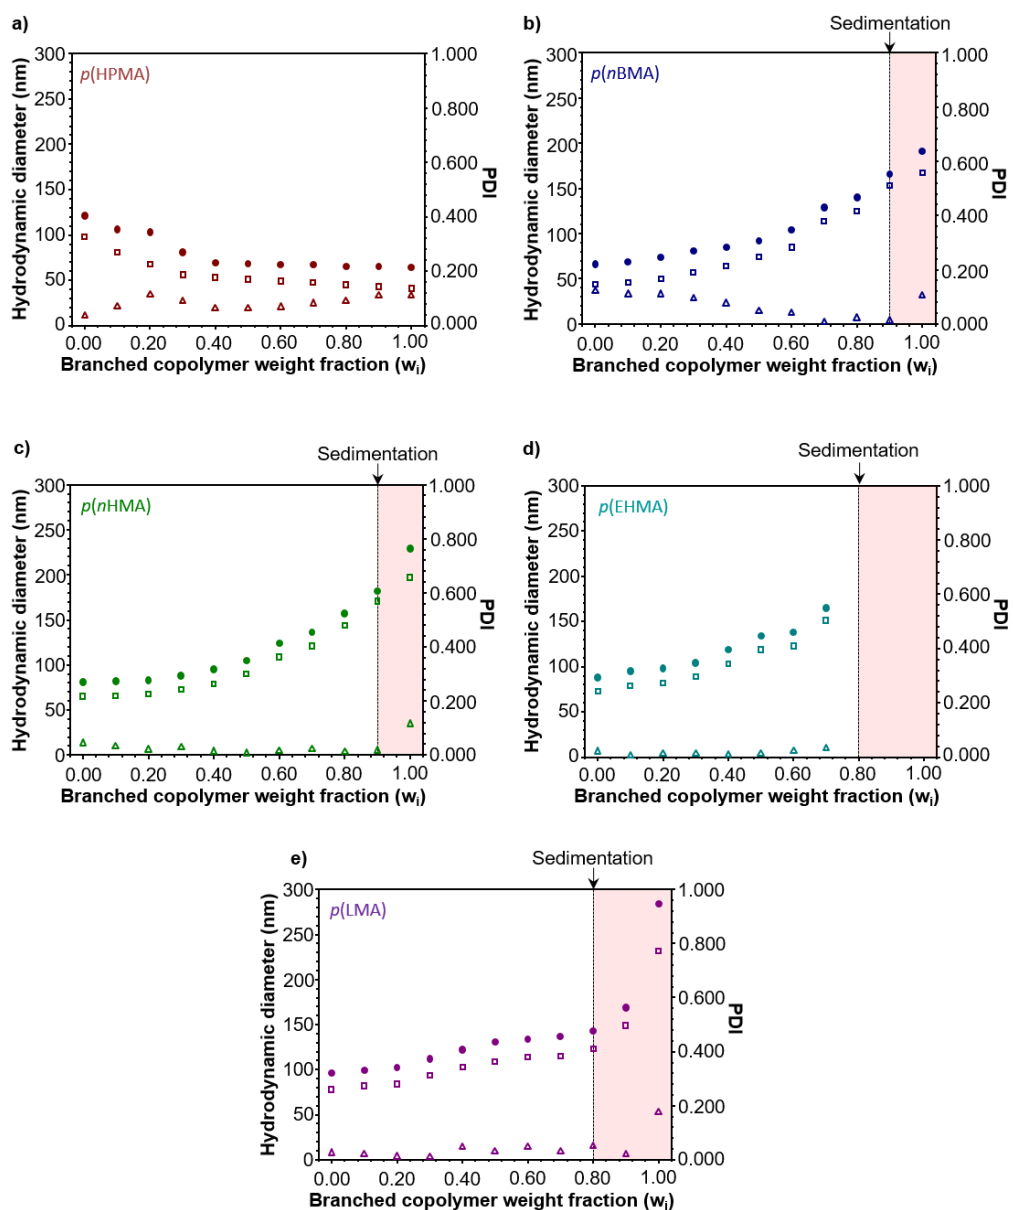 a)
300
250
200
150
100
50
0
Hydrodynamic diameter (nm)
p(HPMA)
1.000
0.800
0.600
0.400
0.200
0.000
PDI
0.00 0.20 0.40 0.60 0.80 1.00
Branched copolymer weight fraction (wi)
b)
Sedimentation
300
250
200
150
100
50
0
Hydrodynamic diameter (nm)
p(nBMA)
1.000
0.800
0.600
0.400
0.200
0.000
PDI
0.00 0.20 0.40 0.60 0.80 1.00
Branched copolymer weight fraction (wi)
c)
Sedimentation
300
250
200
150
100
50
0
Hydrodynamic diameter (nm)
p(nHMA)
1.000
0.800
0.600
0.400
0.200
0.000
PDI
0.00 0.20 0.40 0.60 0.80 1.00
Branched copolymer weight fraction (wi)
d)
Sedimentation
300
250
200
150
100
50
0
Hydrodynamic diameter (nm)
p(EHMA)
1.000
0.800
0.600
0.400
0.200
0.000
PDI
0.00 0.20 0.40 0.60 0.80 1.00
Branched copolymer weight fraction (wi)
e)
Sedimentation
300
250
200
150
100
50
0
Hydrodynamic diameter (nm)
p(LMA)
1.000
0.800
0.600
0.400
0.200
0.000
PDI
0.00 0.20 0.40 0.60 0.80 1.00
Branched copolymer weight fraction (wi)